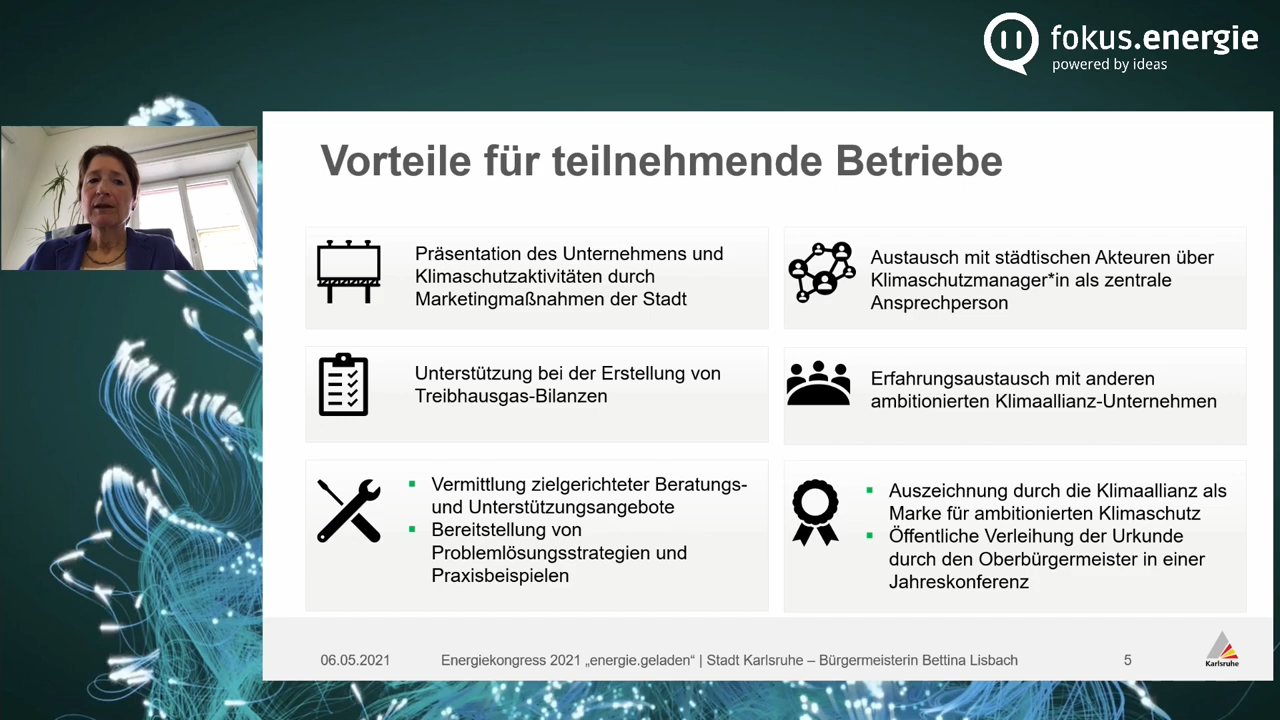 fokus.energie
powered by ideas
Vorteile für teilnehmende Betriebe
Präsentation des Unternehmens und
Klimaschutzaktivitäten durch
Marketingmaßnahmen der Stadt
Austausch mit städtischen Akteuren über
Klimaschutzmanager*in als zentrale
Ansprechperson
Unterstützung bei der Erstellung von
Treibhausgas-Bilanzen
Erfahrungsaustausch mit anderen
ambitionierten Klimaallianz-Unternehmen
▪ Vermittlung zielgerichteter Beratungs-
und Unterstützungsangebote
▪ Bereitstellung von
Problemlösungsstrategien und
Praxisbeispielen
▪ Auszeichnung durch die Klimaallianz als
Marke für ambitionierten Klimaschutz
▪ Öffentliche Verleihung der Urkunde
durch den Oberbürgermeister in einer
Jahreskonferenz
06.05.2021 Energiekongress 2021 „energie.geladen“ | Stadt Karlsruhe – Bürgermeisterin Bettina Lisbach 5
Karlsruhe